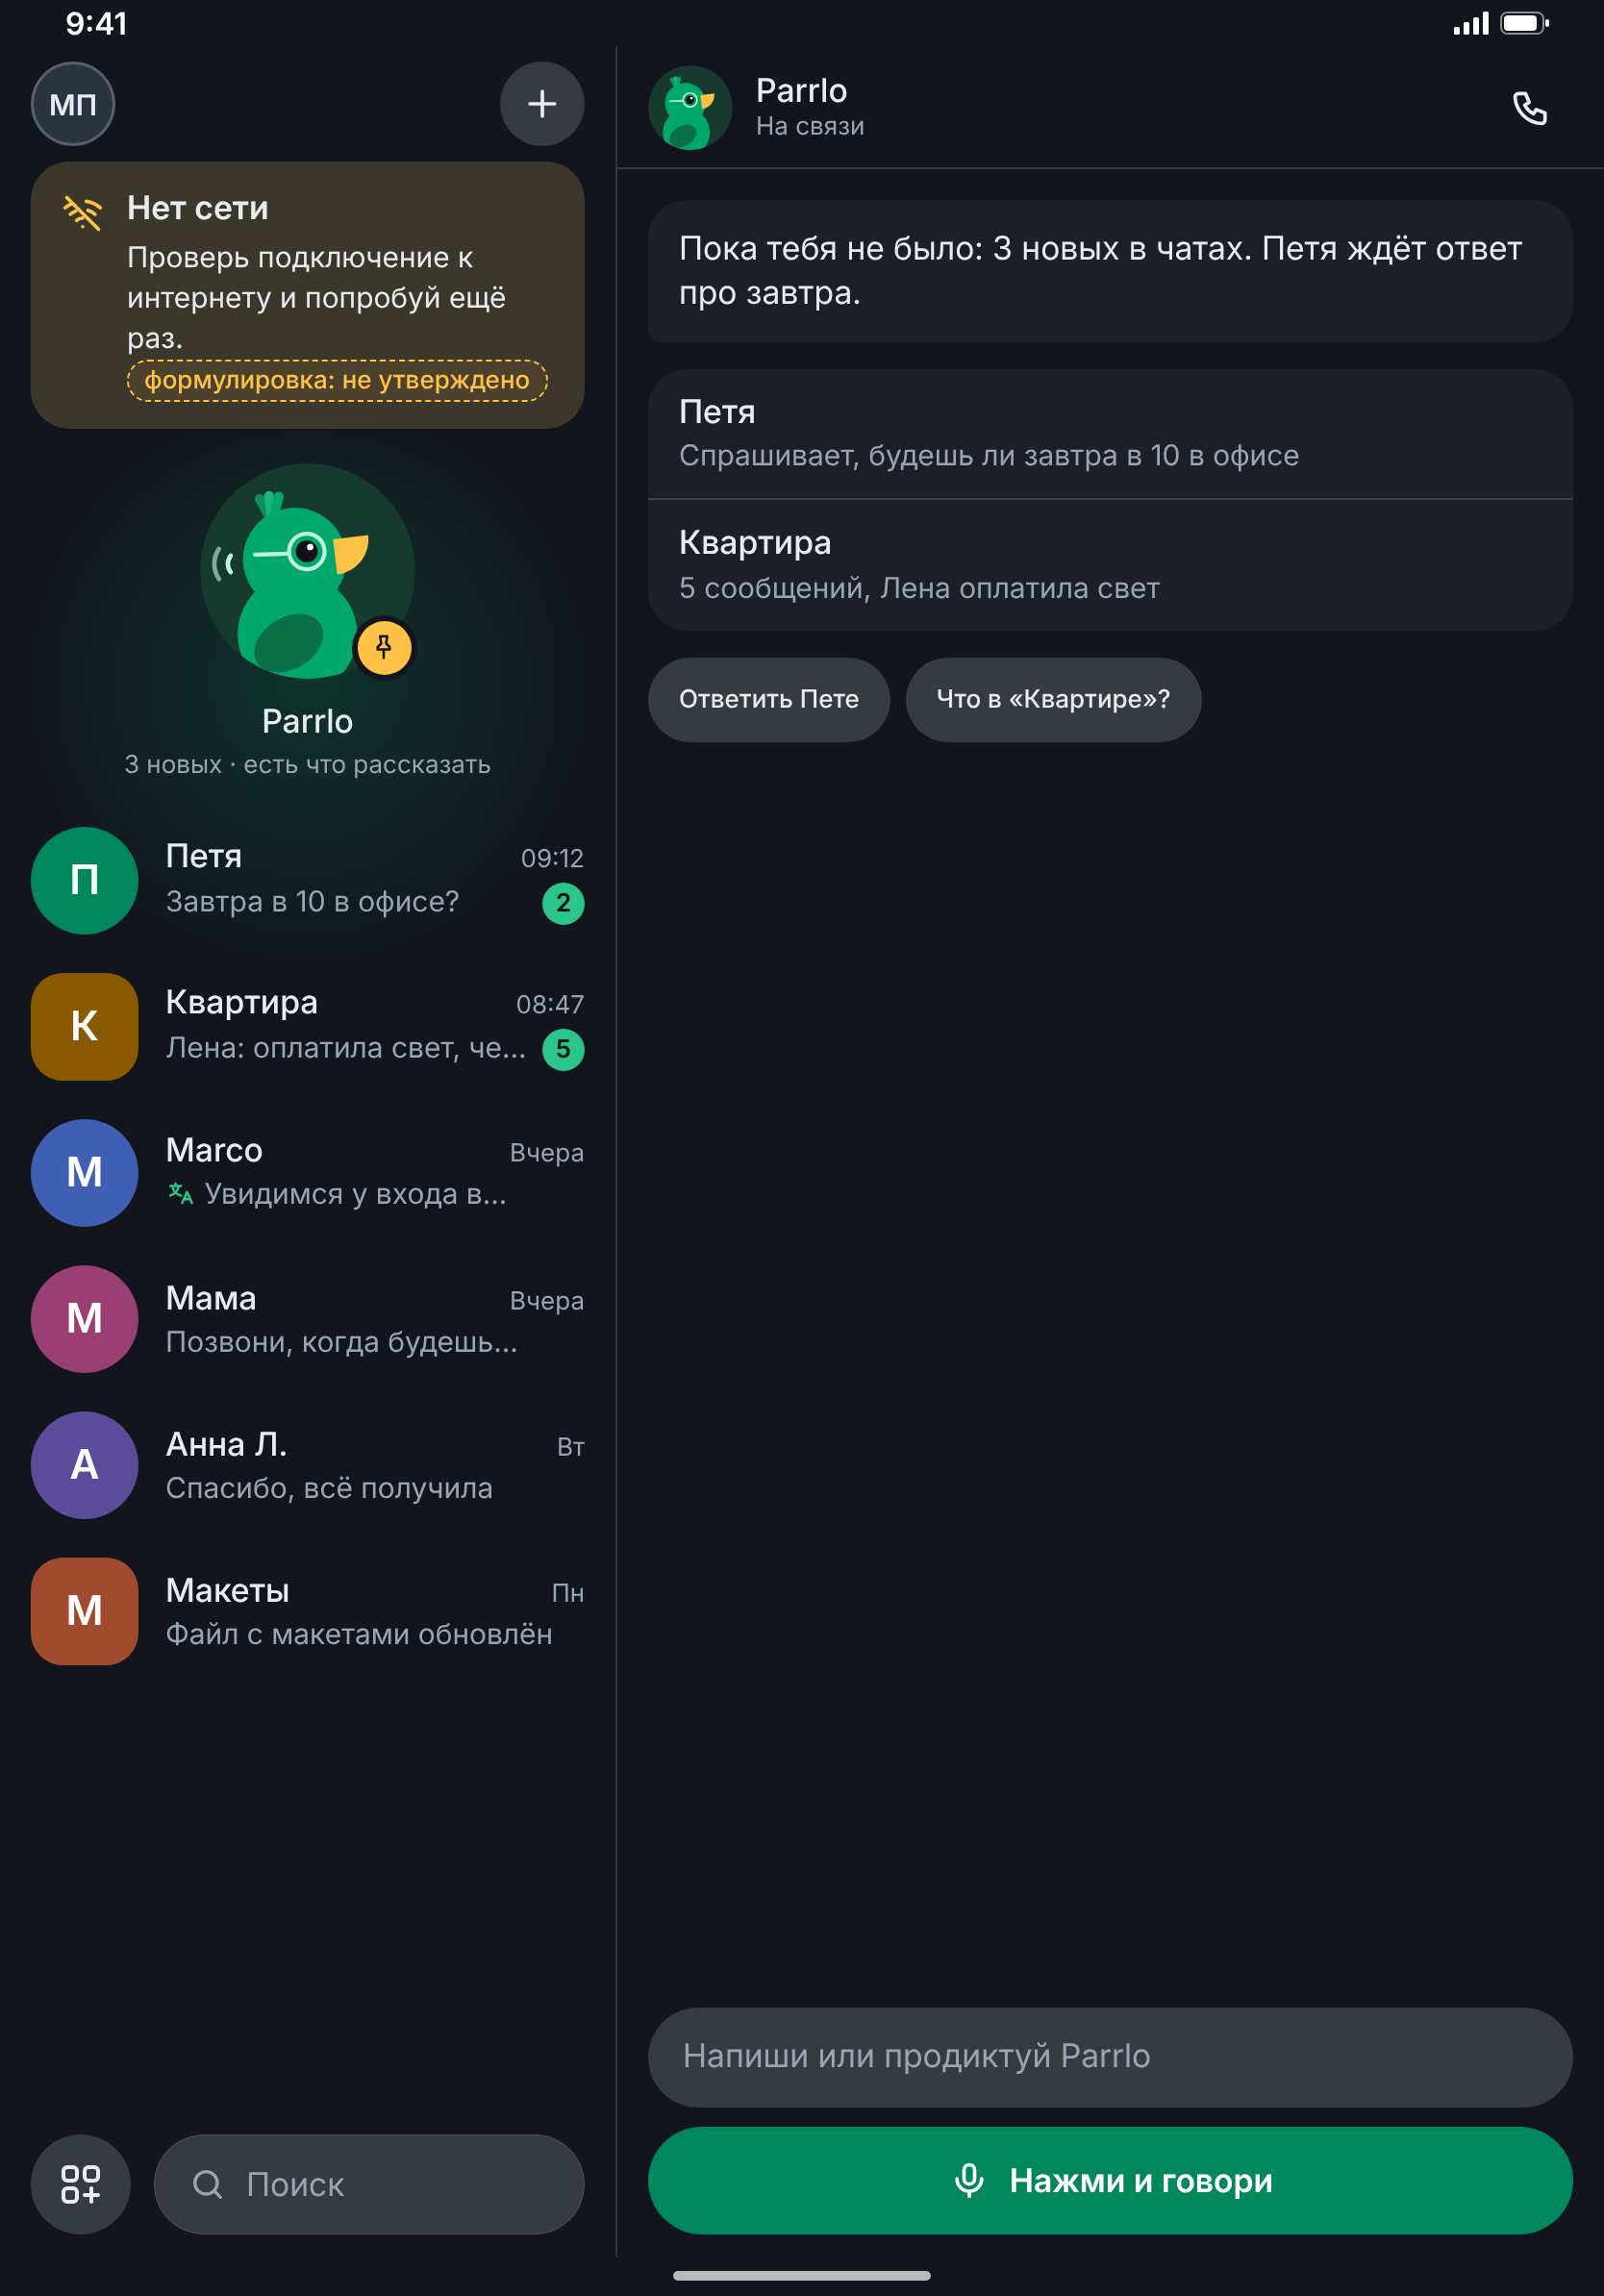 9:41
МП
Нет сети
Проверь подключение к
интернету и попробуй ещё
раз.
формулировка: не утверждено
Parrlo
3 новых · есть что рассказать
П
Петя
09:12
Завтра в 10 в офисе?
2
К
Квартира
08:47
Лена: оплатила свет, че...
5
M
Marco
Вчера
Увидимся у входа в...
М
Мама
Вчера
Позвони, когда будешь...
А
Анна Л.
Вт
Спасибо, всё получила
М
Макеты
Пн
Файл с макетами обновлён
Поиск
Parrlo
На связи
Пока тебя не было: 3 новых в чатах. Петя ждёт ответ
про завтра.
Петя
Спрашивает, будешь ли завтра в 10 в офисе
Квартира
5 сообщений, Лена оплатила свет
Ответить Пете
Что в «Квартире»?
Напиши или продиктуй Parrlo
Нажми и говори